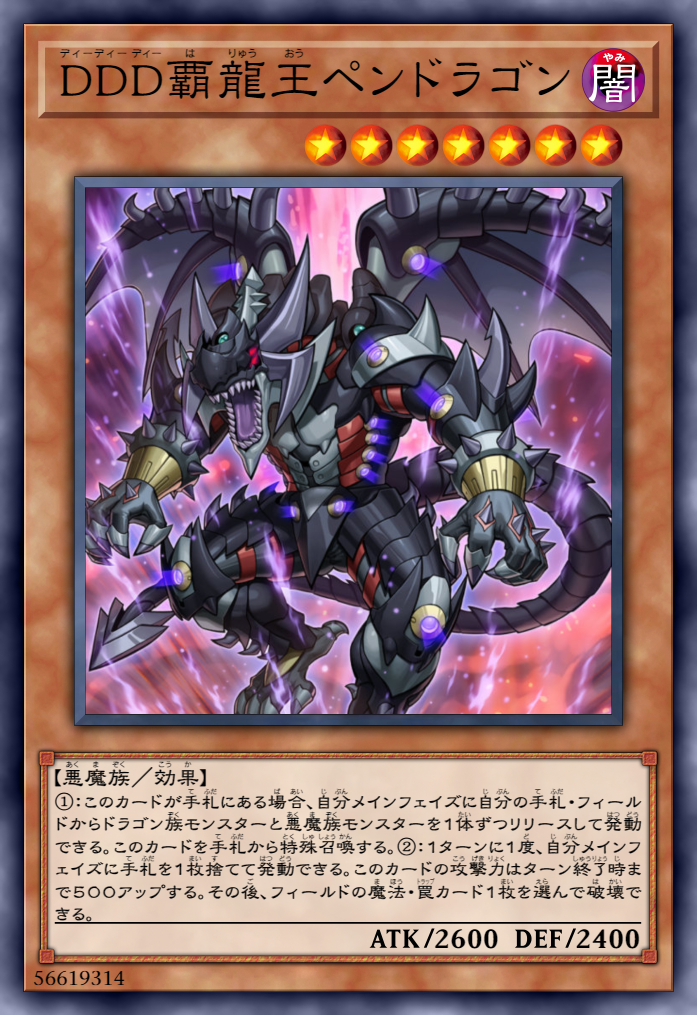 DDD覇龍王ペンドラゴン
闇
【悪魔族／効果】
①：このカードが手札にある場合、自分メインフェイズに自分の手札・フィール
ドからドラゴン族モンスターと悪魔族モンスターを１体ずつリリースして発動
できる。このカードを手札から特殊召喚する。②：１ターンに１度、自分メインフ
ェイズに手札を１枚捨てて発動できる。このカードの攻撃力はターン終了時ま
で５００アップする。その後、フィールドの魔法・罠カード１枚を選んで破壊で
きる。
ATK/2600 DEF/2400
56619314